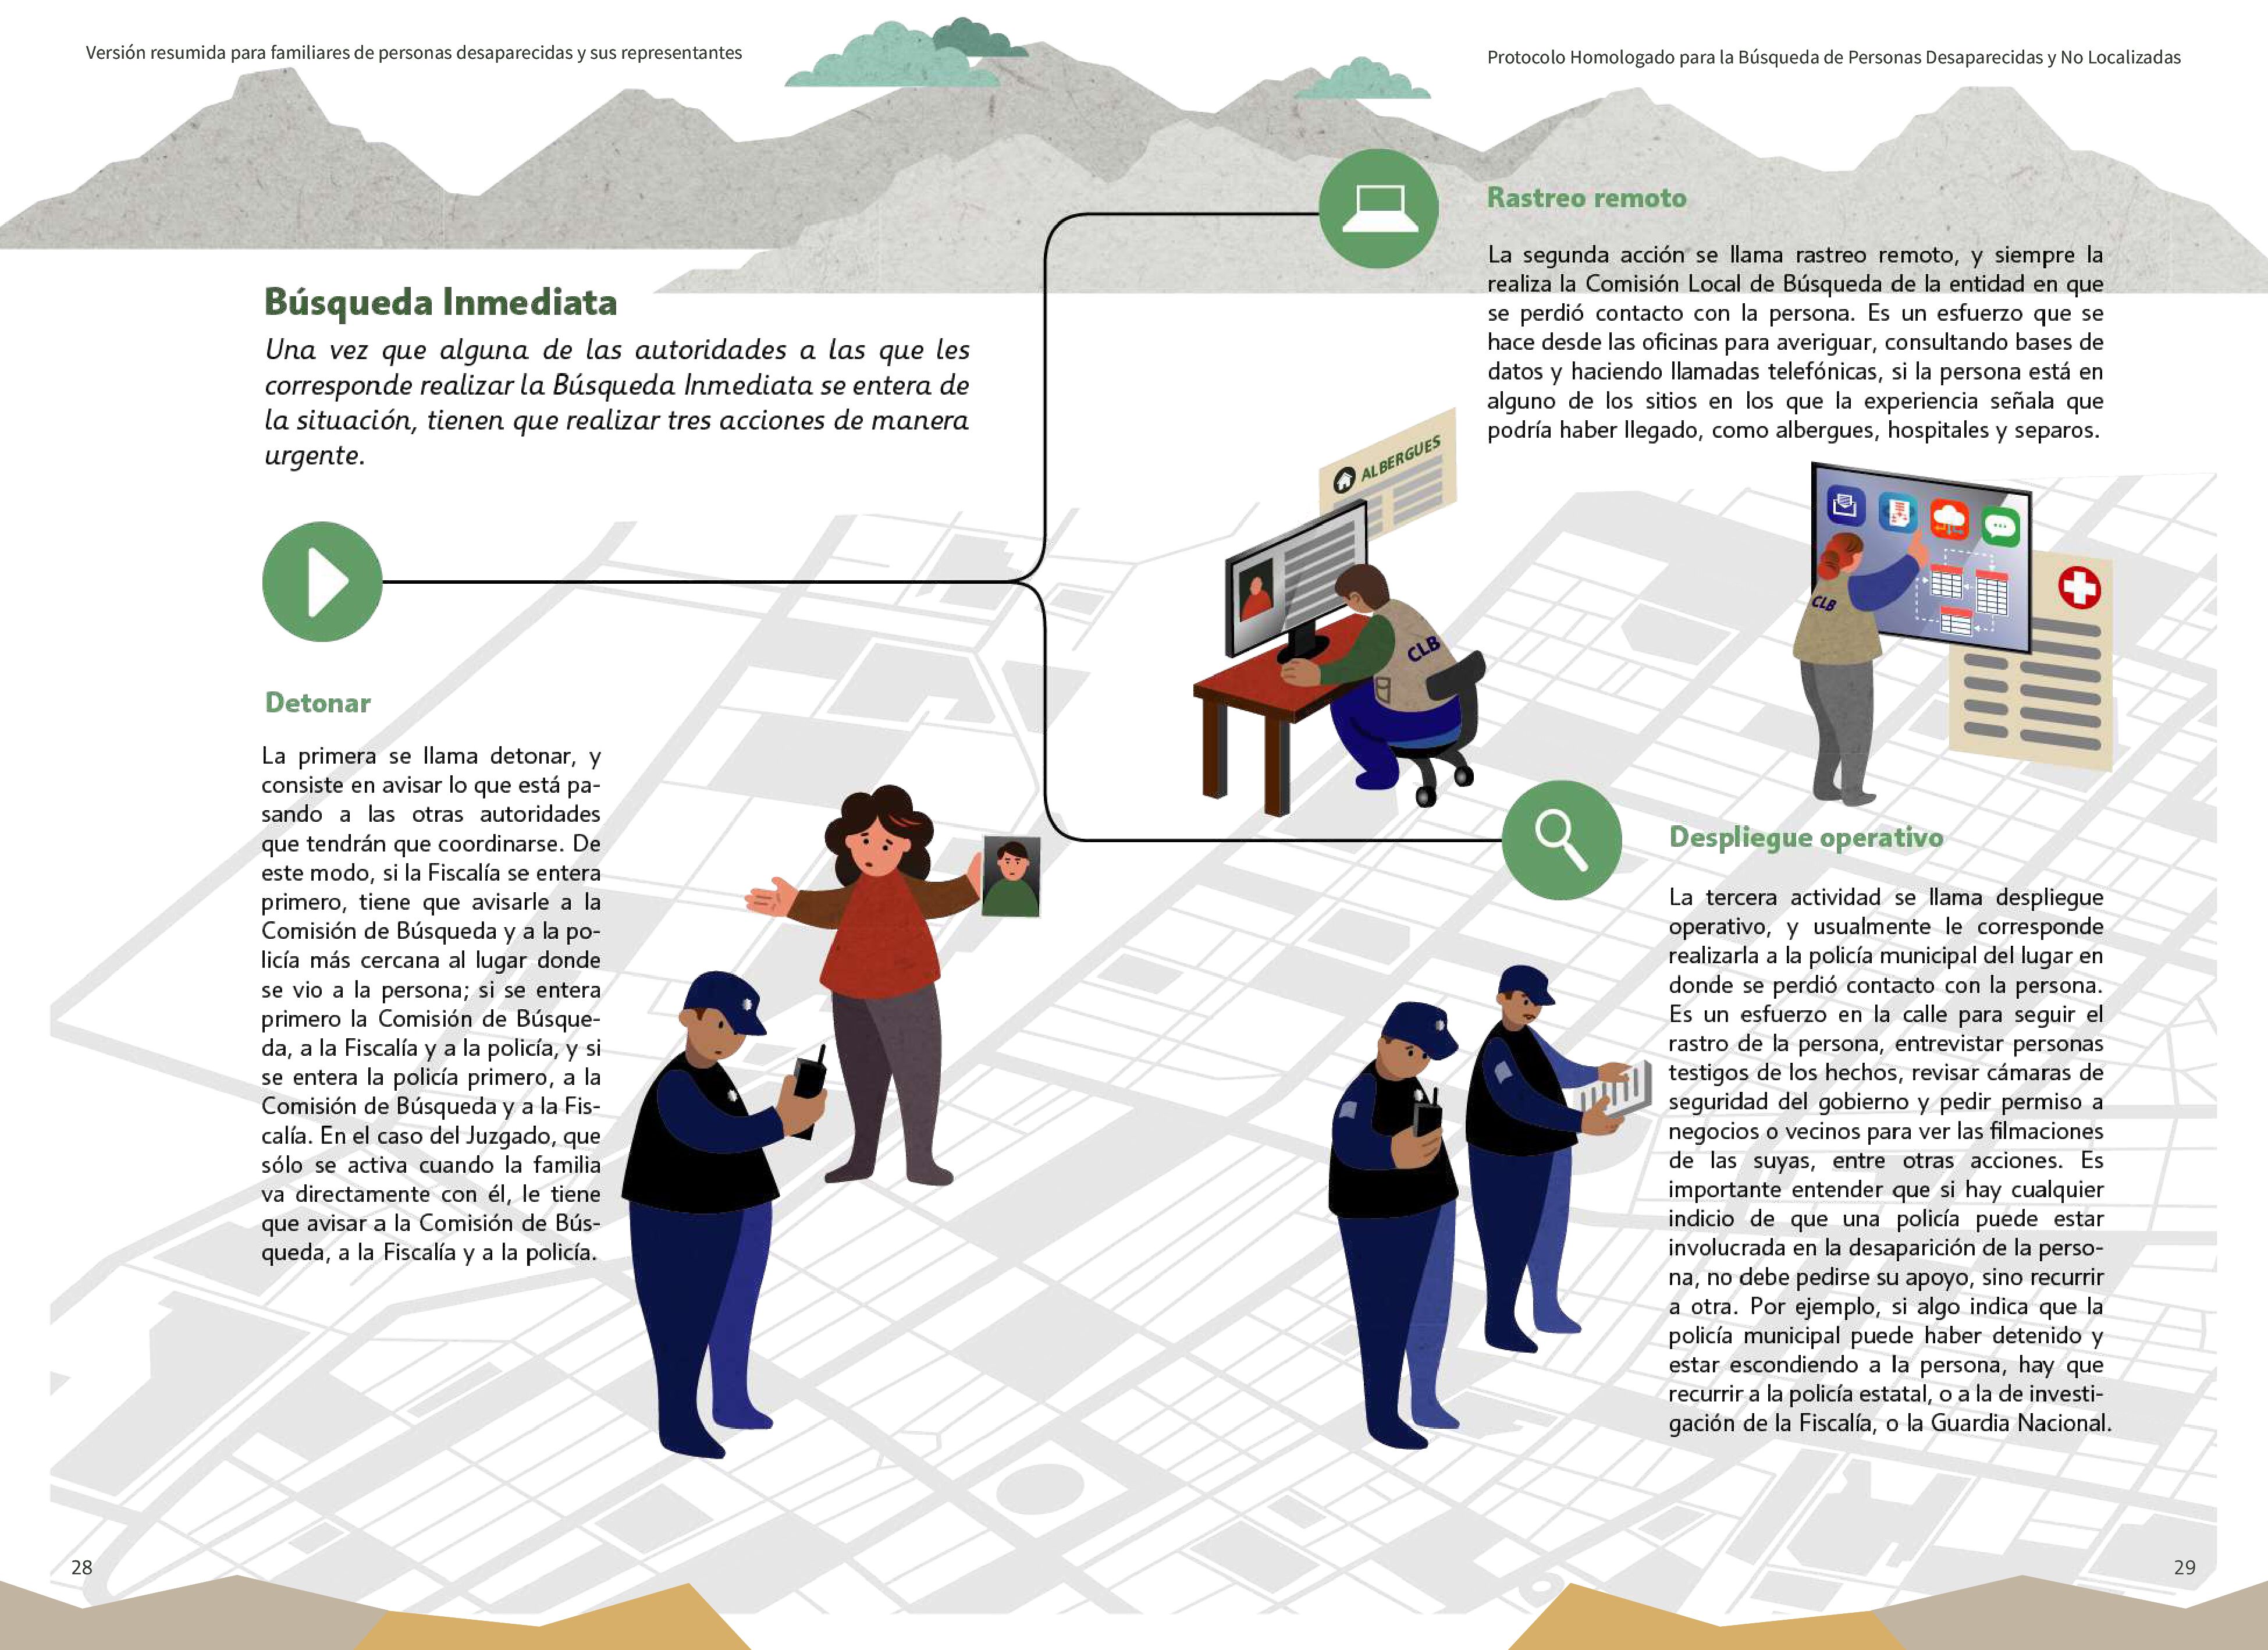 Versión resumida para familiares de personas desaparecidas y sus representantes
Búsqueda Inmediata
Una vez que alguna de las autoridades a las que les
corresponde realizar la Búsqueda Inmediata se entera de
la situación, tienen que realizar tres acciones de manera
urgente.
Detonar
La primera se llama detonar, y
consiste en avisar lo que está pa-
sando a las otras autoridades
que tendrán que coordinarse. De
este modo, si la Fiscalía se entera
primero, tiene que avisarle a la
Comisión de Búsqueda y a la po-
licía más cercana al lugar donde
se vio a la persona; si se entera
primero la Comisión de Búsque-
da, a la Fiscalía y a la policía, y si
se entera la policía primero, a la
Comisión de Búsqueda y a la Fis-
calía. En el caso del Juzgado, que
sólo se activa cuando la familia
va directamente con él, le tiene
que avisar a la Comisión de Bús-
queda, a la Fiscalía y a la policía.
28
Protocolo Homologado para la Búsqueda de Personas Desaparecidas y No Localizadas
Rastreo remoto
La segunda acción se llama rastreo remoto, y siempre la
realiza la Comisión Local de Búsqueda de la entidad en que
se perdió contacto con la persona. Es un esfuerzo que se
hace desde las oficinas para averiguar, consultando bases de
datos y haciendo llamadas telefónicas, si la persona está en
alguno de los sitios en los que la experiencia señala que
podría haber llegado, como albergues, hospitales y separos.
ALBERGUES
CLB
CLB
Despliegue operativo
La tercera actividad se llama despliegue
operativo, y usualmente le corresponde
realizarla a la policía municipal del lugar en
donde se perdió contacto con la persona.
Es un esfuerzo en la calle para seguir el
rastro de la persona, entrevistar personas
testigos de los hechos, revisar cámaras de
seguridad del gobierno y pedir permiso a
negocios o vecinos para ver las filmaciones
de las suyas, entre otras acciones. Es
importante entender que si hay cualquier
indicio de que una policía puede estar
involucrada en la desaparición de la perso-
na, no debe pedirse su apoyo, sino recurrir
a otra. Por ejemplo, si algo indica que la
policía municipal puede haber detenido y
estar escondiendo a la persona, hay que
recurrir a la policía estatal, o a la de investi-
gación de la Fiscalía, o la Guardia Nacional.
29